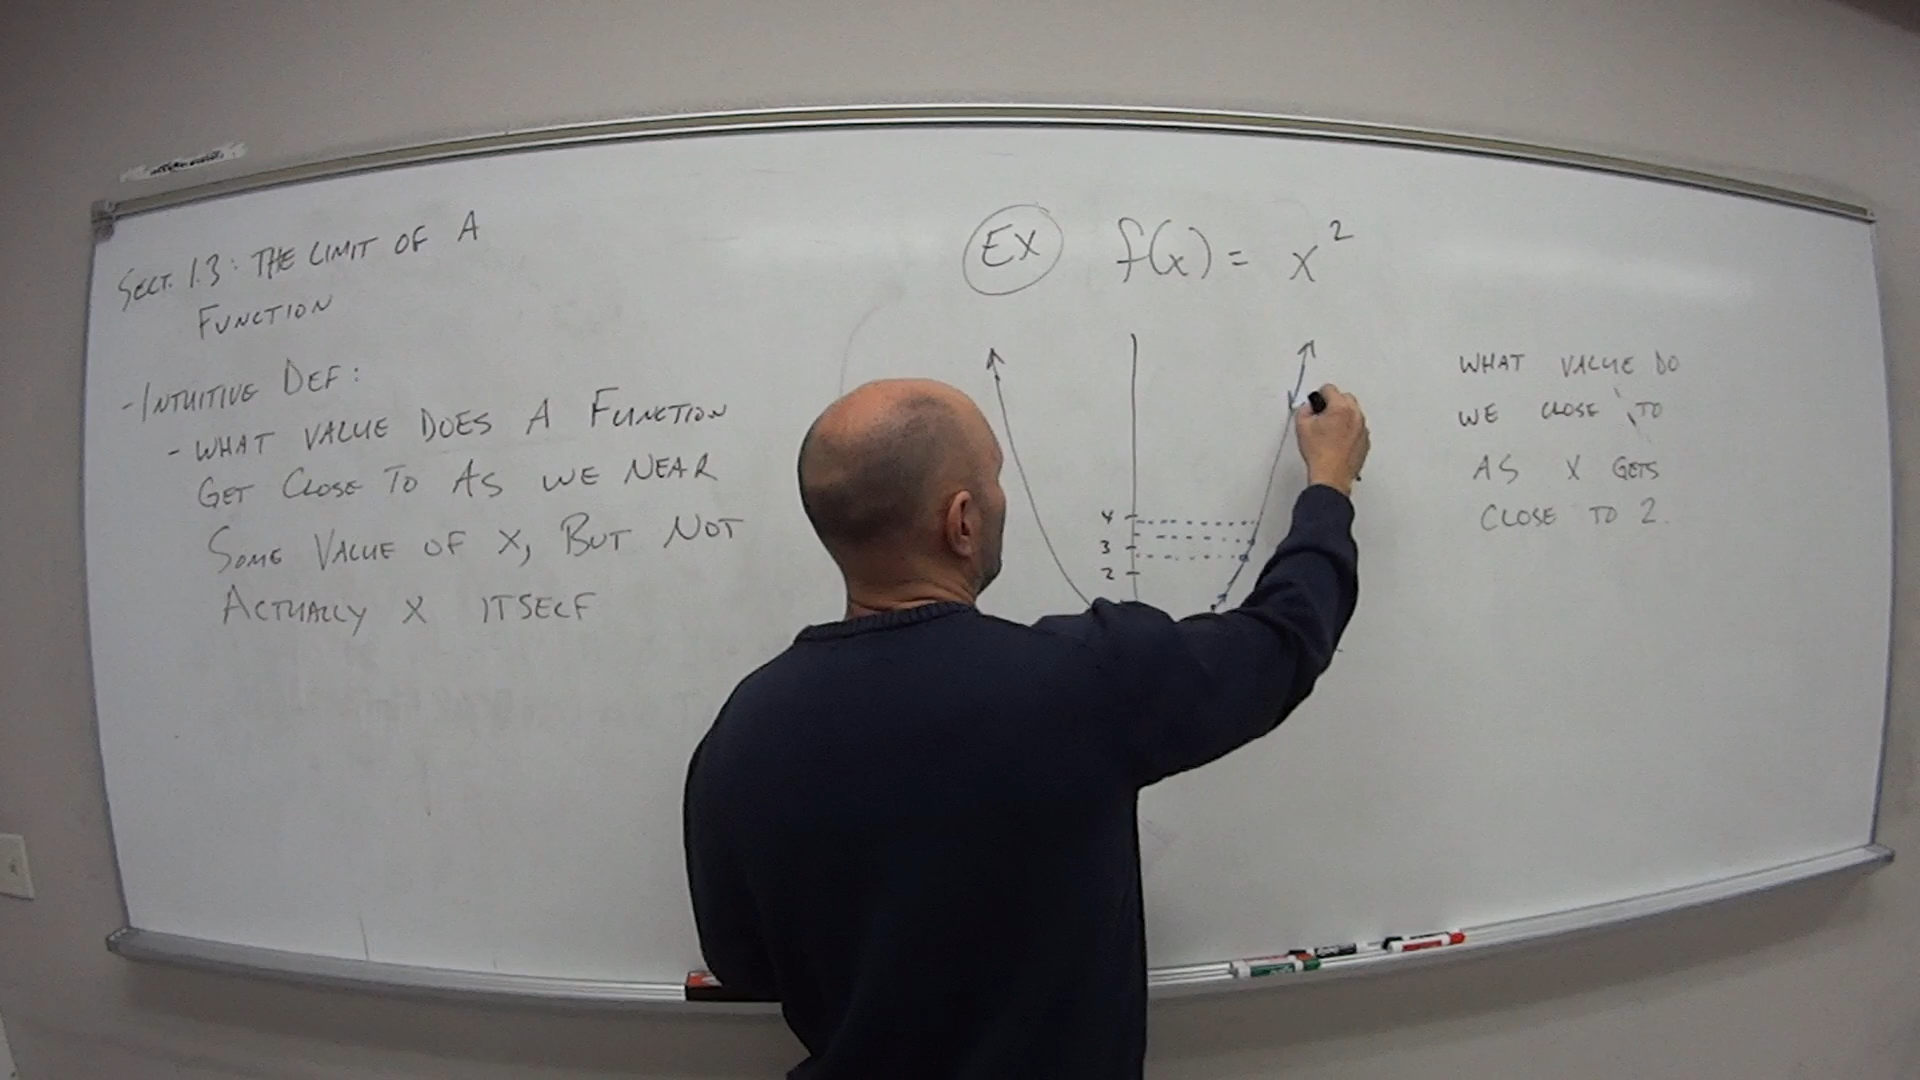 SECT. 1.3: THE LIMIT OF A
FUNCTION
- INTUITIVE DEF:
- WHAT VALUE DOES A FUNCTION
GET CLOSE TO AS WE NEAR
SOME VALUE OF X, BUT NOT
ACTUALLY X ITSELF
EX f(x) = x²
4
3
2
WHAT VALUE DO
WE CLOSE TO
AS X GETS
CLOSE TO 2.